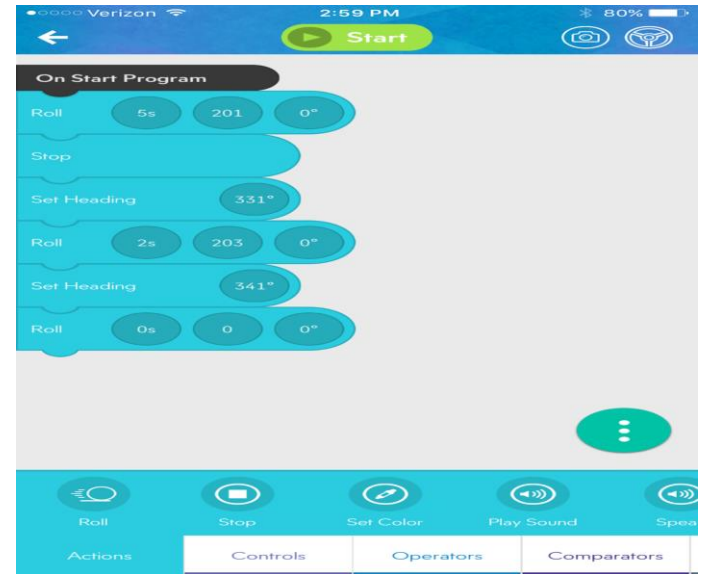 Verizon 2:59 PM 80%
Start
On Start Program
Roll 5s 201 0°
Stop
Set Heading 331°
Roll 2s 203 0°
Set Heading 341°
Roll 0s 0 0°
Roll Stop Set Color Play Sound Spea
Actions Controls Operators Comparators